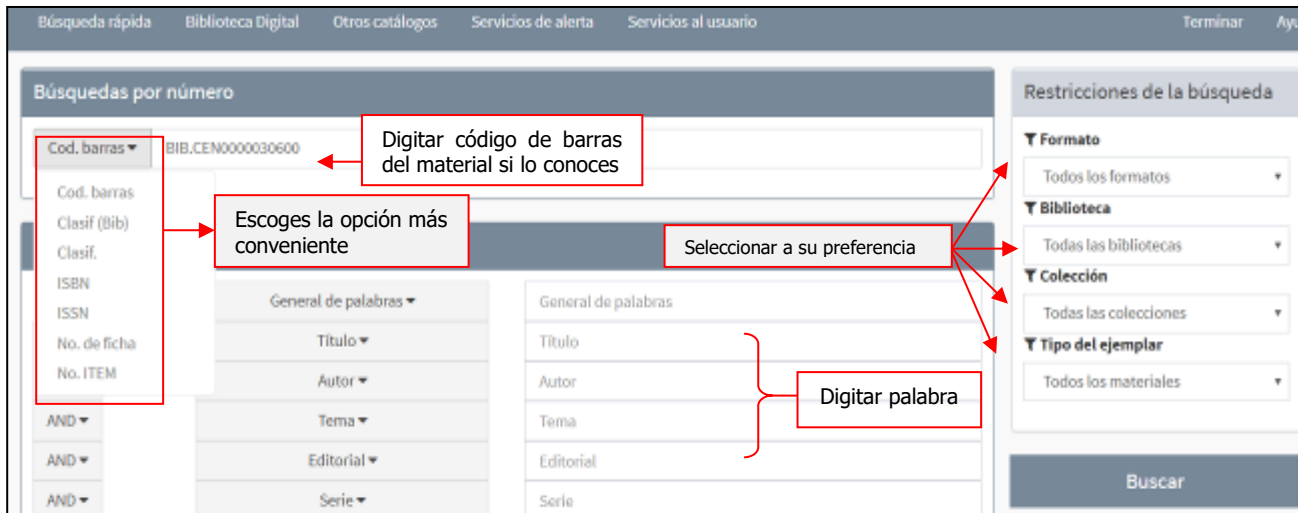 Búsqueda rápida Biblioteca Digital Otros catálogos Servicios de alerta Servicios al usuario Terminar Ayu
Búsquedas por número
Cod. barras BIB.CEN0000030600
Digitar código de barras
del material si lo conoces
Cod. barras
Clasif (Bib)
Clasif.
ISBN
ISSN
No. de ficha
No. ITEM
Escoges la opción más
conveniente
Seleccionar a su preferencia
General de palabras General de palabras
Título Título
Autor Autor
AND Tema Tema
AND Editorial Editorial
AND Serie Serie
Digitar palabra
Restricciones de la búsqueda
Formato
Todos los formatos
Biblioteca
Todas las bibliotecas
Colección
Todas las colecciones
Tipo del ejemplar
Todos los materiales
Buscar